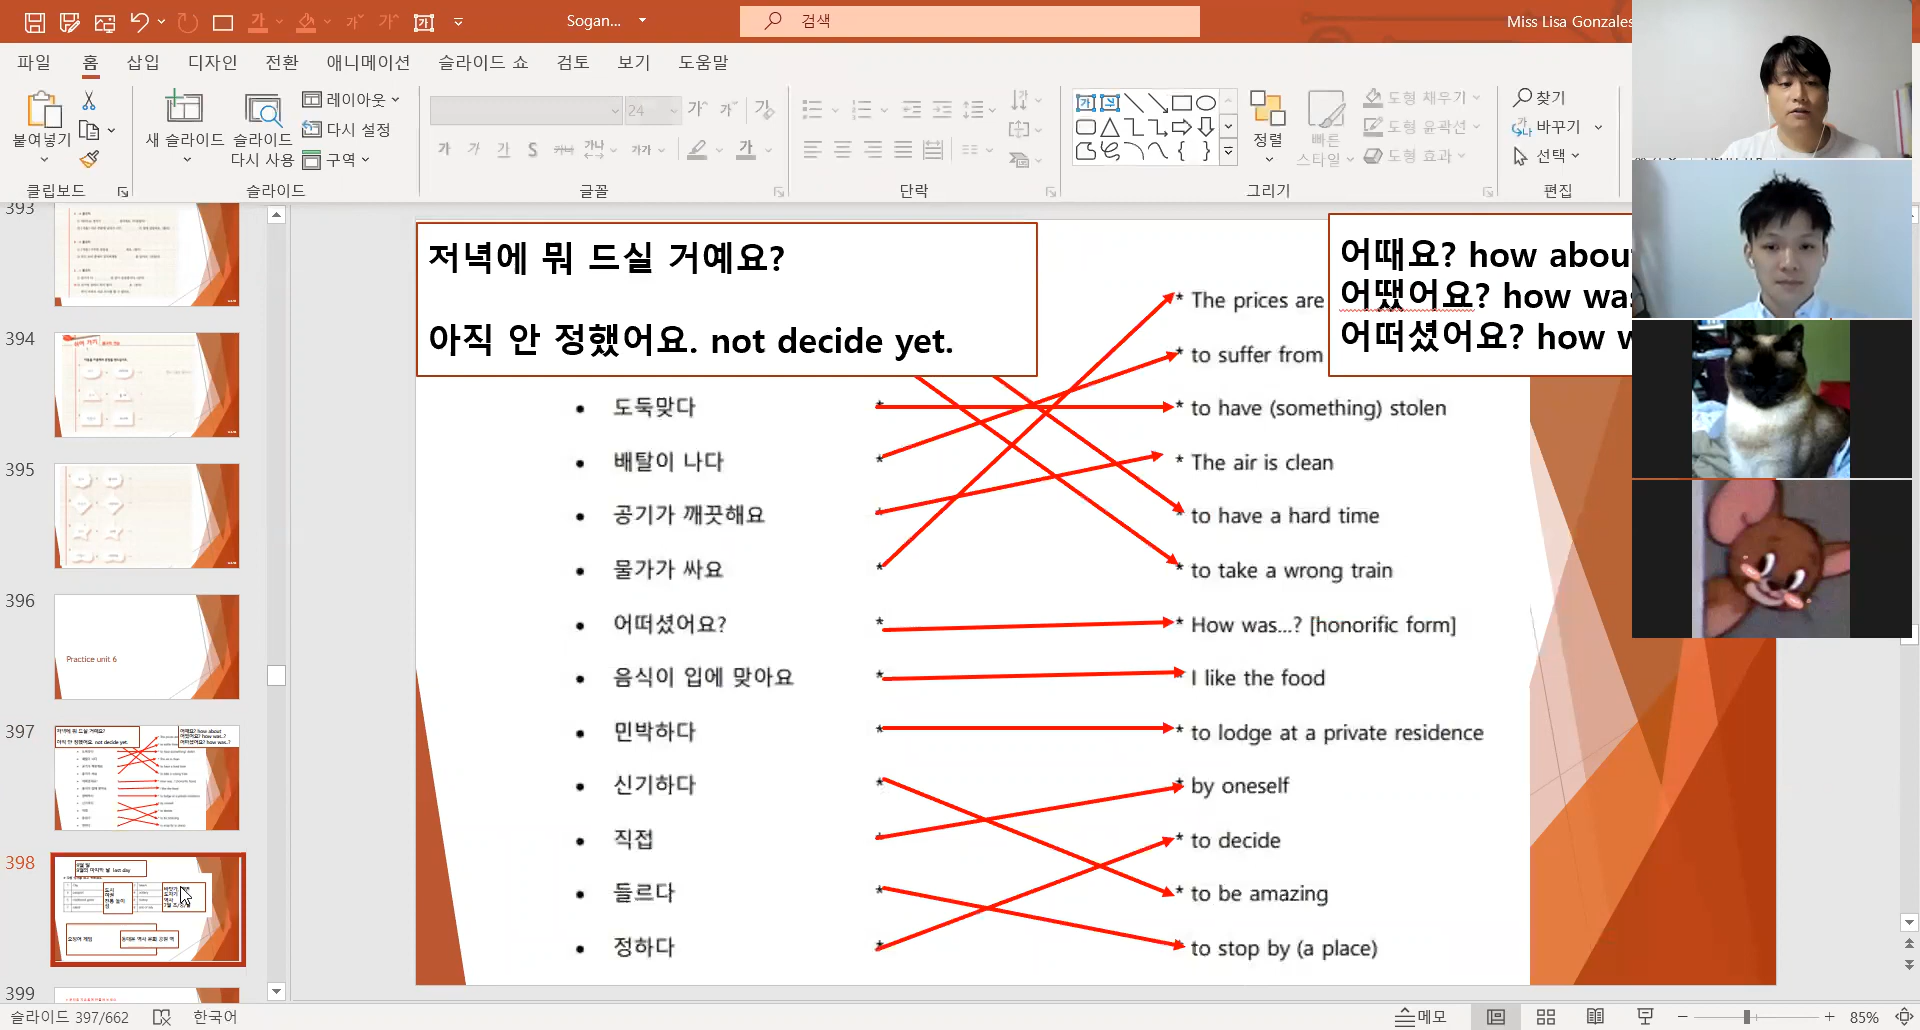 Sogan...
검색
Miss Lisa Gonzales
파일 홈 삽입 디자인 전환 애니메이션 슬라이드 쇼 검토 보기 도움말
붙여넣기
새 슬라이드
슬라이드 다시 사용
레이아웃
다시 설정
구역
24
정렬
빠른 스타일
도형 채우기
도형 윤곽선
도형 효과
찾기
바꾸기
선택
클립보드
슬라이드
글꼴
단락
그리기
편집
393
394
395
396
Practice unit 6
397
398
399
저녁에 뭐 드실 거예요?
아직 안 정했어요. not decide yet.
어때요? how abou
어땠어요? how was
어떠셨어요? how w
* The prices are
* to suffer from
• 도둑맞다 * * to have (something) stolen
• 배탈이 나다 * * The air is clean
• 공기가 깨끗해요 * * to have a hard time
• 물가가 싸요 * * to take a wrong train
• 어떠셨어요? * * How was...? [honorific form]
• 음식이 입에 맞아요 * * I like the food
• 민박하다 * * to lodge at a private residence
• 신기하다 * * by oneself
• 직접 * * to decide
• 들르다 * * to be amazing
• 정하다 * * to stop by (a place)
슬라이드 397/662
한국어
메모
85%